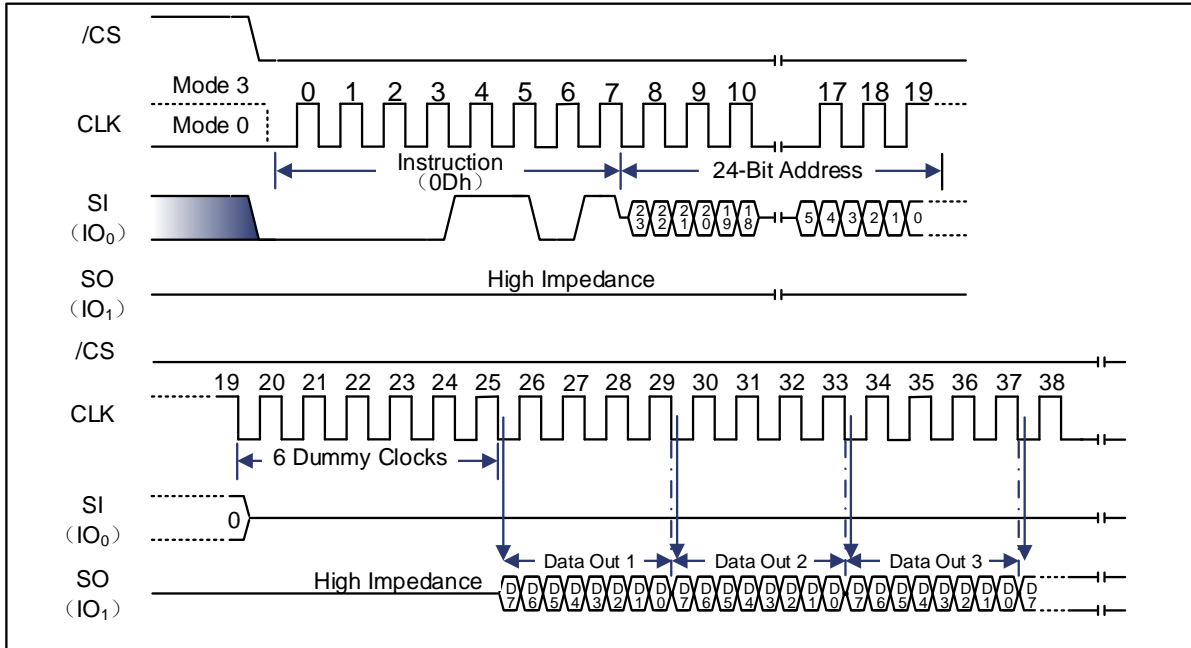 /CS
Mode 3
0 1 2 3 4 5 6 7 8 9 10 17 18 19
CLK
Mode 0
Instruction
（0Dh）
24-Bit Address
SI
（IO0）
23 22 21 20 19 18 5 4 3 2 1 0
SO
（IO1）
High Impedance
/CS
19 20 21 22 23 24 25 26 27 28 29 30 31 32 33 34 35 36 37 38
CLK
6 Dummy Clocks
SI
（IO0）
0
Data Out 1 Data Out 2 Data Out 3
SO
（IO1）
High Impedance
D7 D6 D5 D4 D3 D2 D1 D0 D7 D6 D5 D4 D3 D2 D1 D0 D7 D6 D5 D4 D3 D2 D1 D0 D7